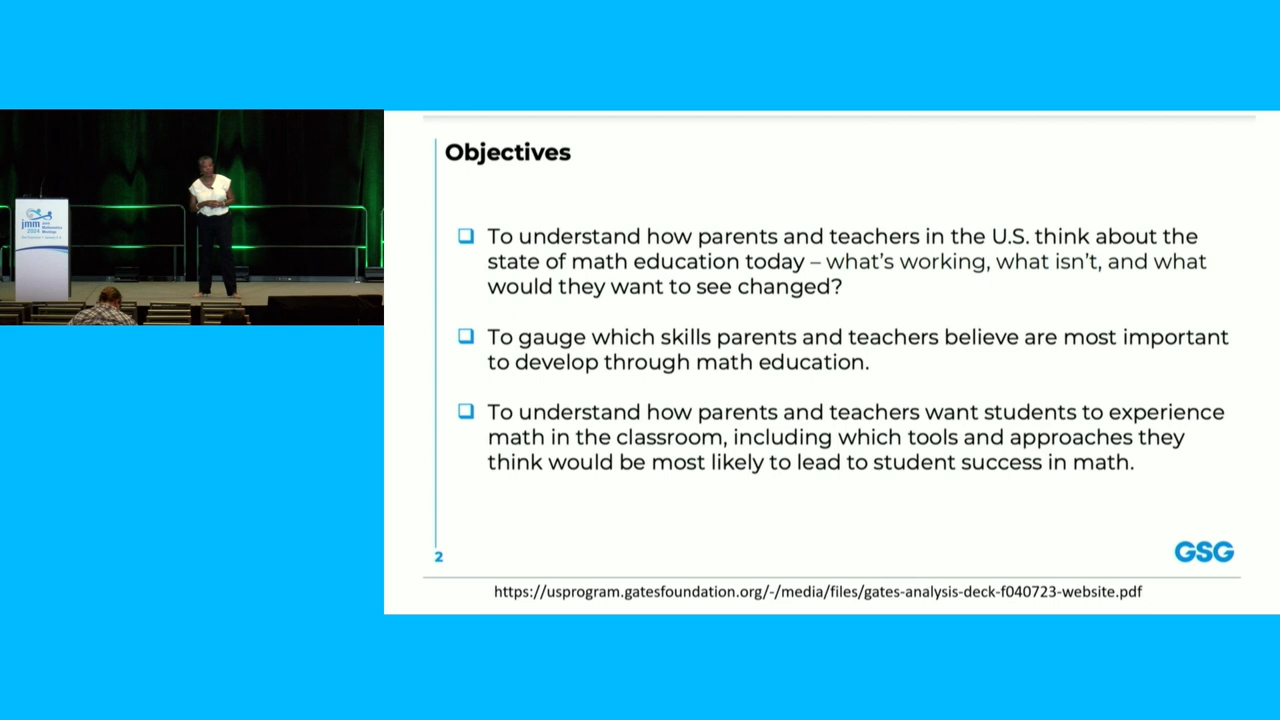 jmm
2024
Joint
Mathematics
Meetings
Objectives
❑ To understand how parents and teachers in the U.S. think about the
state of math education today – what's working, what isn't, and what
would they want to see changed?
❑ To gauge which skills parents and teachers believe are most important
to develop through math education.
❑ To understand how parents and teachers want students to experience
math in the classroom, including which tools and approaches they
think would be most likely to lead to student success in math.
2
GSG
https://usprogram.gatesfoundation.org/-/media/files/gates-analysis-deck-f040723-website.pdf